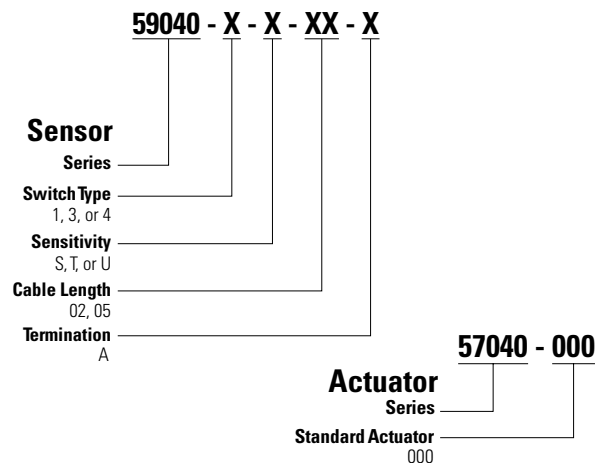 59040 - X - X - XX - X
Sensor
Series
Switch Type
1, 3, or 4
Sensitivity
S, T, or U
Cable Length
02, 05
Termination
A
57040 - 000
Actuator
Series
Standard Actuator
000